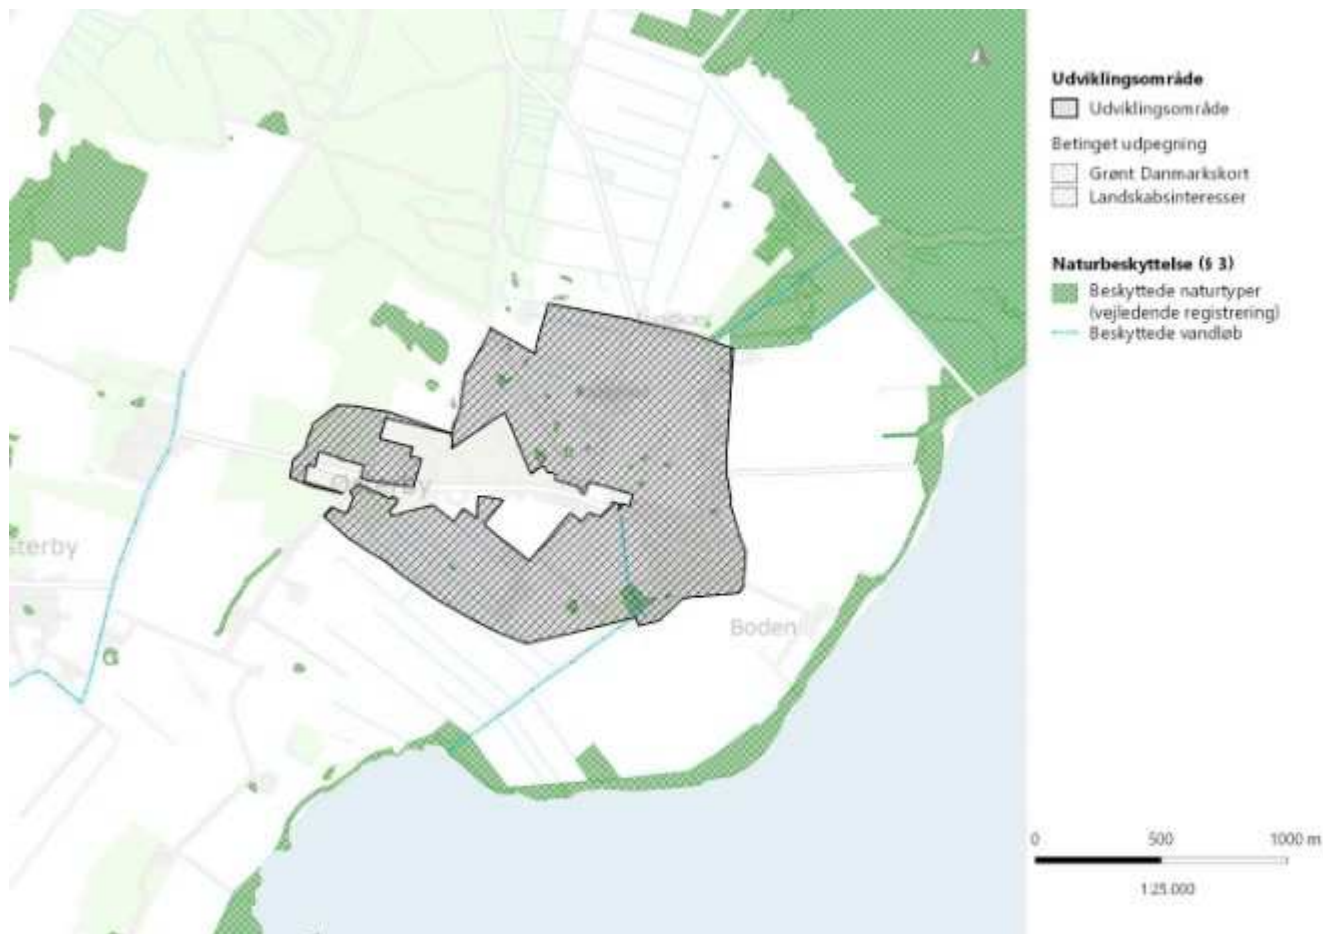 Udviklingsområde
Udviklingsområde
Betinget udpegning
Grønt Danmarkskort
Landskabsinteresser
Naturbeskyttelse (§ 3)
Beskyttede naturtyper
(vejledende registrering)
Beskyttede vandløb
sterby
Boden
0 500 1000 m
1:25.000